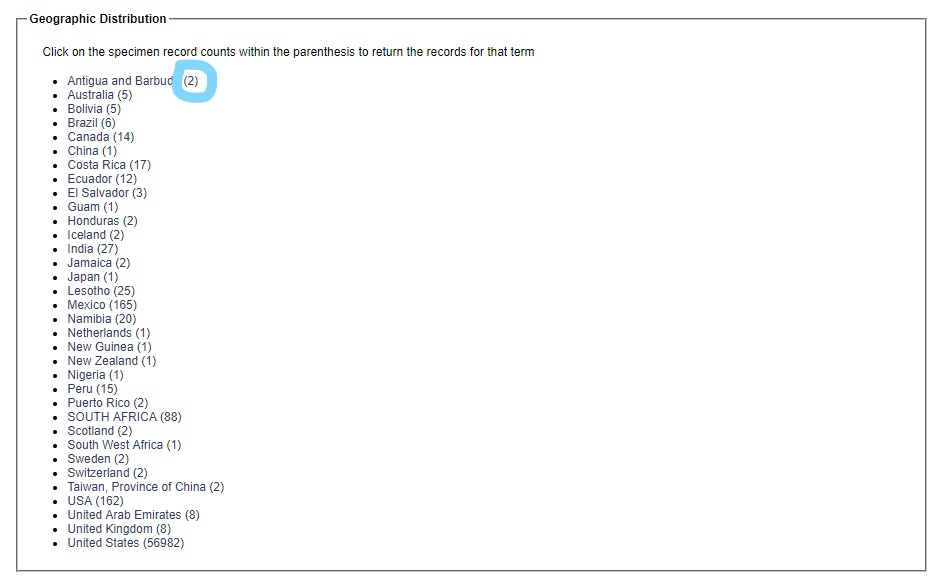 Geographic Distribution
Click on the specimen record counts within the parenthesis to return the records for that term
Antigua and Barbud (2)
Australia (5)
Bolivia (5)
Brazil (6)
Canada (14)
China (1)
Costa Rica (17)
Ecuador (12)
El Salvador (3)
Guam (1)
Honduras (2)
Iceland (2)
India (27)
Jamaica (2)
Japan (1)
Lesotho (25)
Mexico (165)
Namibia (20)
Netherlands (1)
New Guinea (1)
New Zealand (1)
Nigeria (1)
Peru (15)
Puerto Rico (2)
SOUTH AFRICA (88)
Scotland (2)
South West Africa (1)
Sweden (2)
Switzerland (2)
Taiwan, Province of China (2)
USA (162)
United Arab Emirates (8)
United Kingdom (8)
United States (56982)